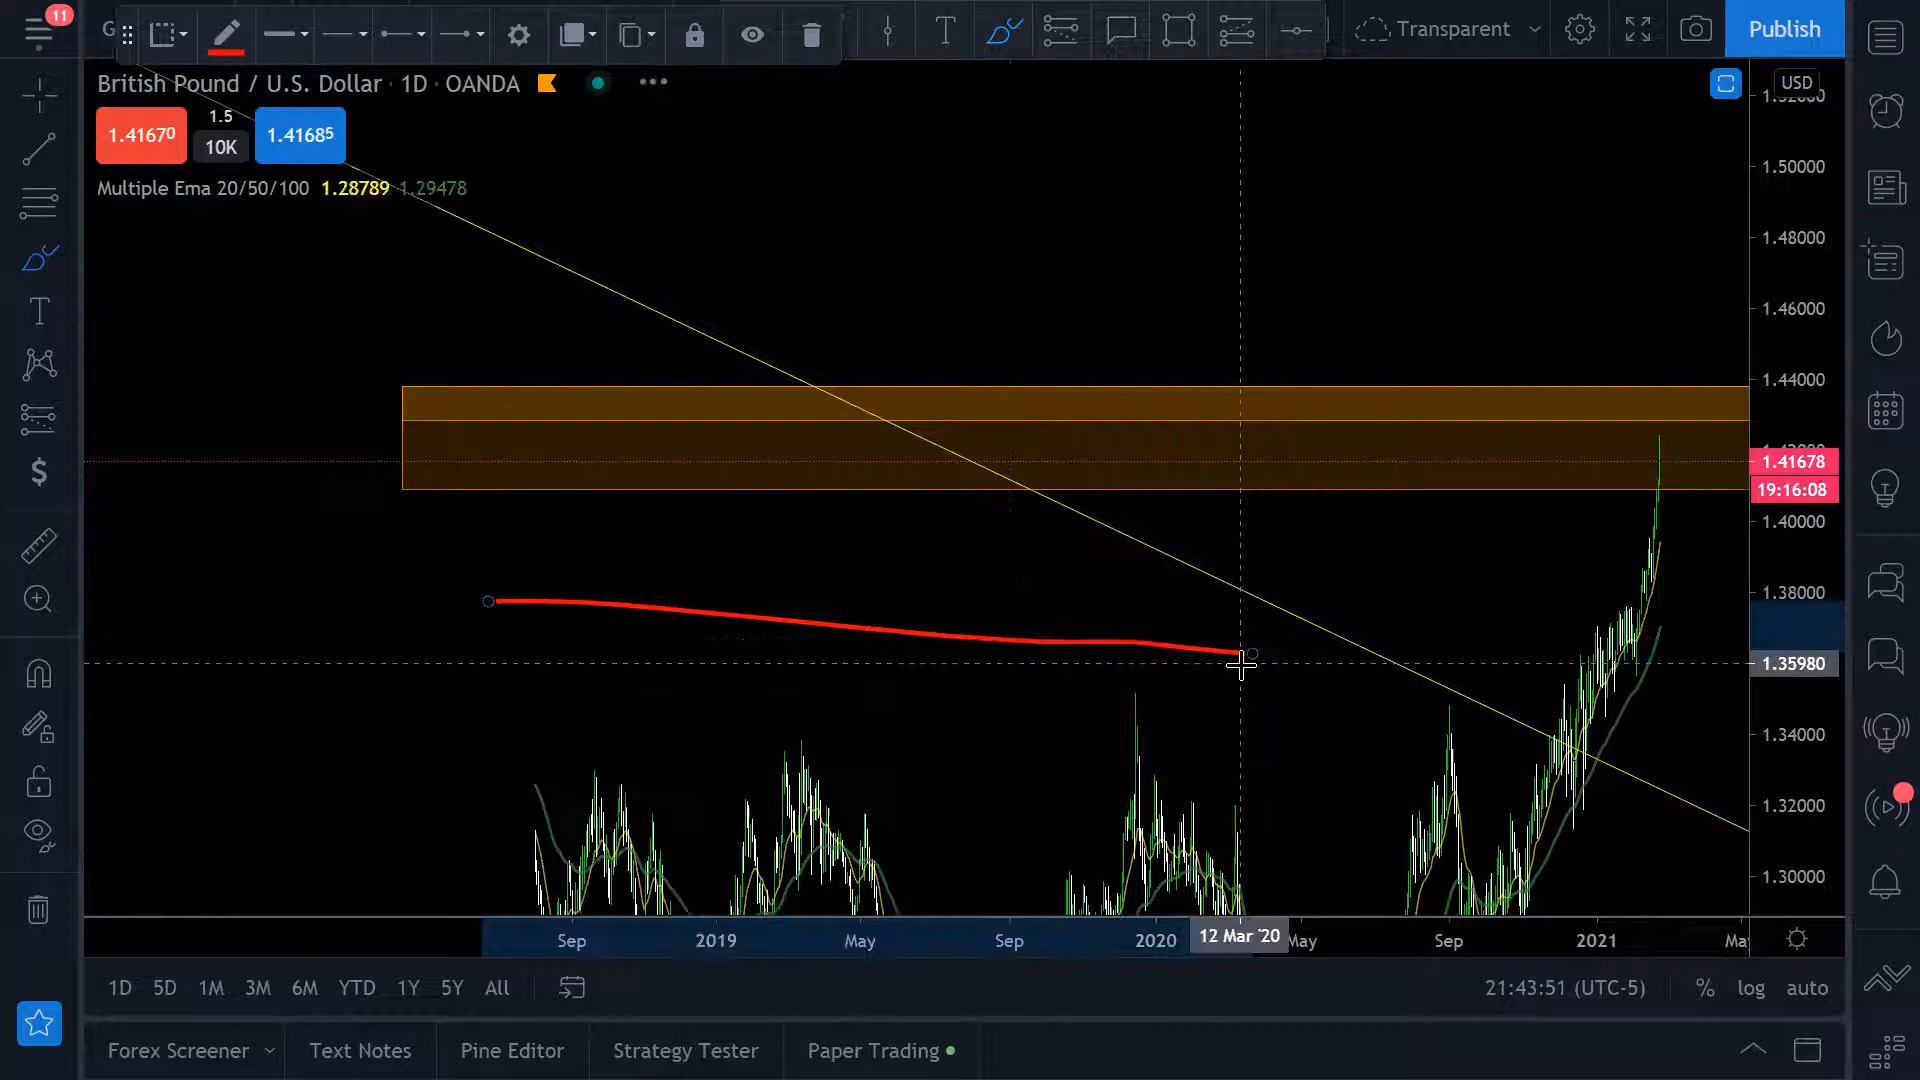 11
G
T
Transparent
Publish
British Pound / U.S. Dollar · 1D · OANDA
USD
1.41670
1.5
10K
1.41685
Multiple Ema 20/50/100 1.28789 1.29478
1.50000
1.48000
1.46000
1.44000
1.41678
19:16:08
1.40000
1.38000
1.35980
1.34000
1.32000
1.30000
Sep
2019
May
Sep
2020
12 Mar '20
May
Sep
2021
1D 5D 1M 3M 6M YTD 1Y 5Y All
21:43:51 (UTC-5)
% log auto
Forex Screener
Text Notes
Pine Editor
Strategy Tester
Paper Trading